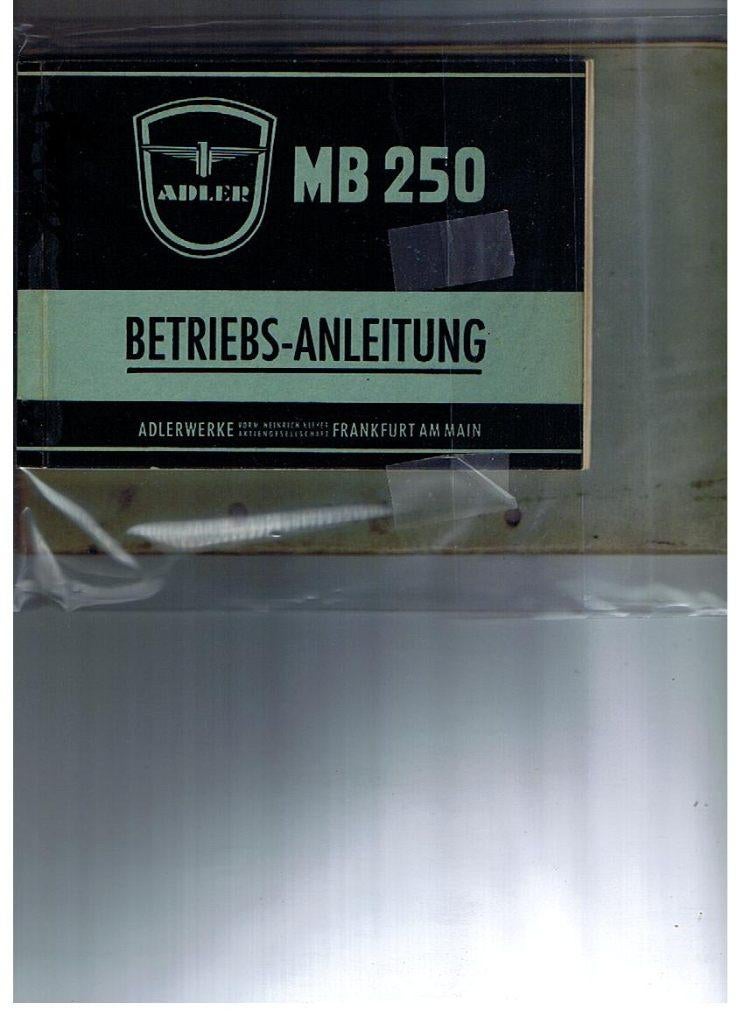 ADLER
MB 250
BETRIEBS-ANLEITUNG
ADLERWERKE VORM. HEINRICH KLEYER AKTIENGESELLSCHAFT FRANKFURT AM MAIN